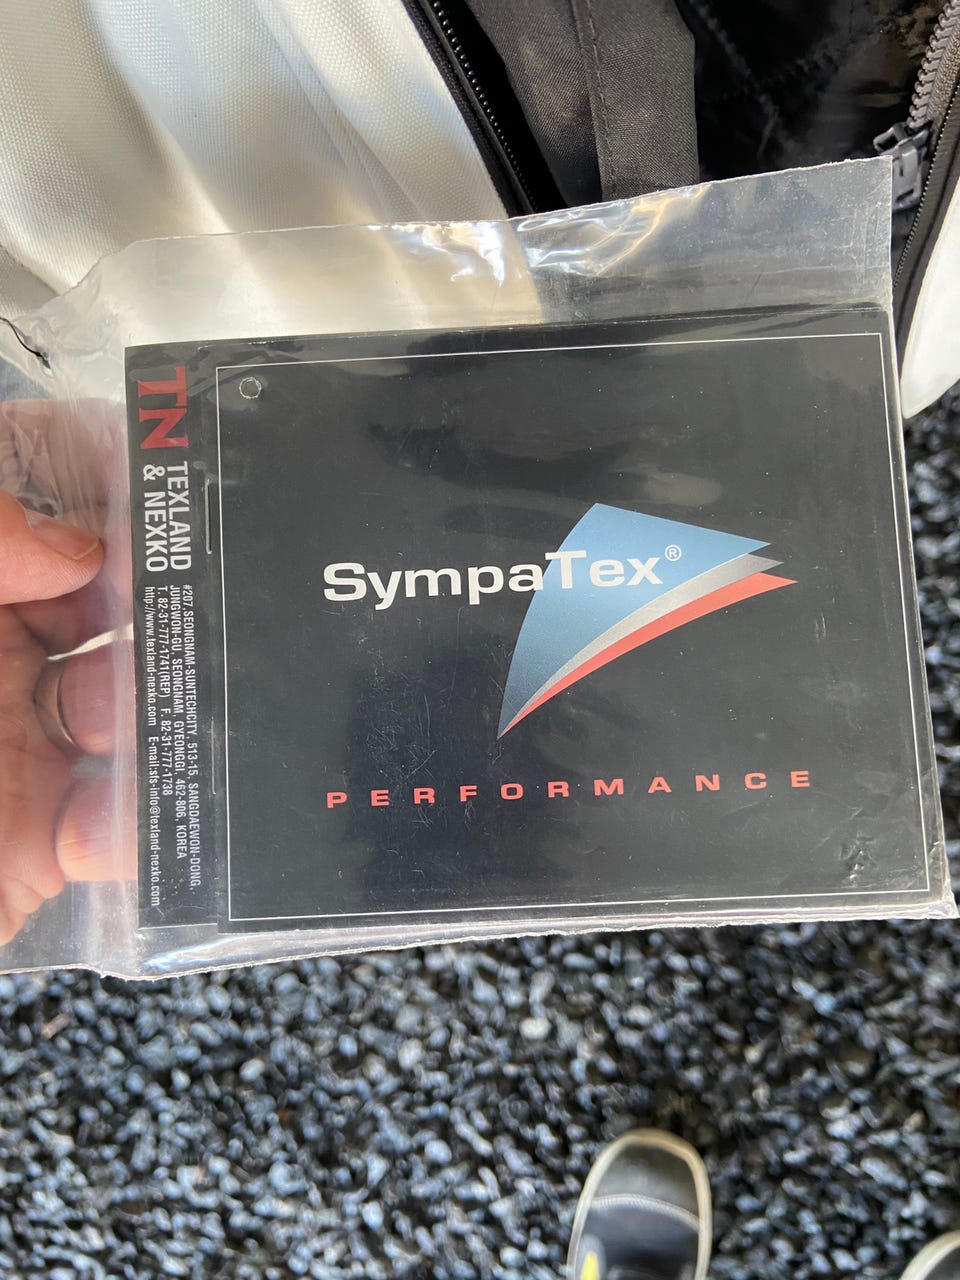 TN
TEXLAND
& NEXKO
#207,SEONGNAM-SUNTECHCITY, 513-15, SANGDAEWON-DONG,
JUNGWON-GU, SEONGNAM, GYEONGGI, 462-806, KOREA
T. 82-31-777-1741(REP) F. 82-31-777-1738
http://www.texland-nexko.com E-mail:sfs-info@texland-nexko.com
SympaTex®
PERFORMANCE